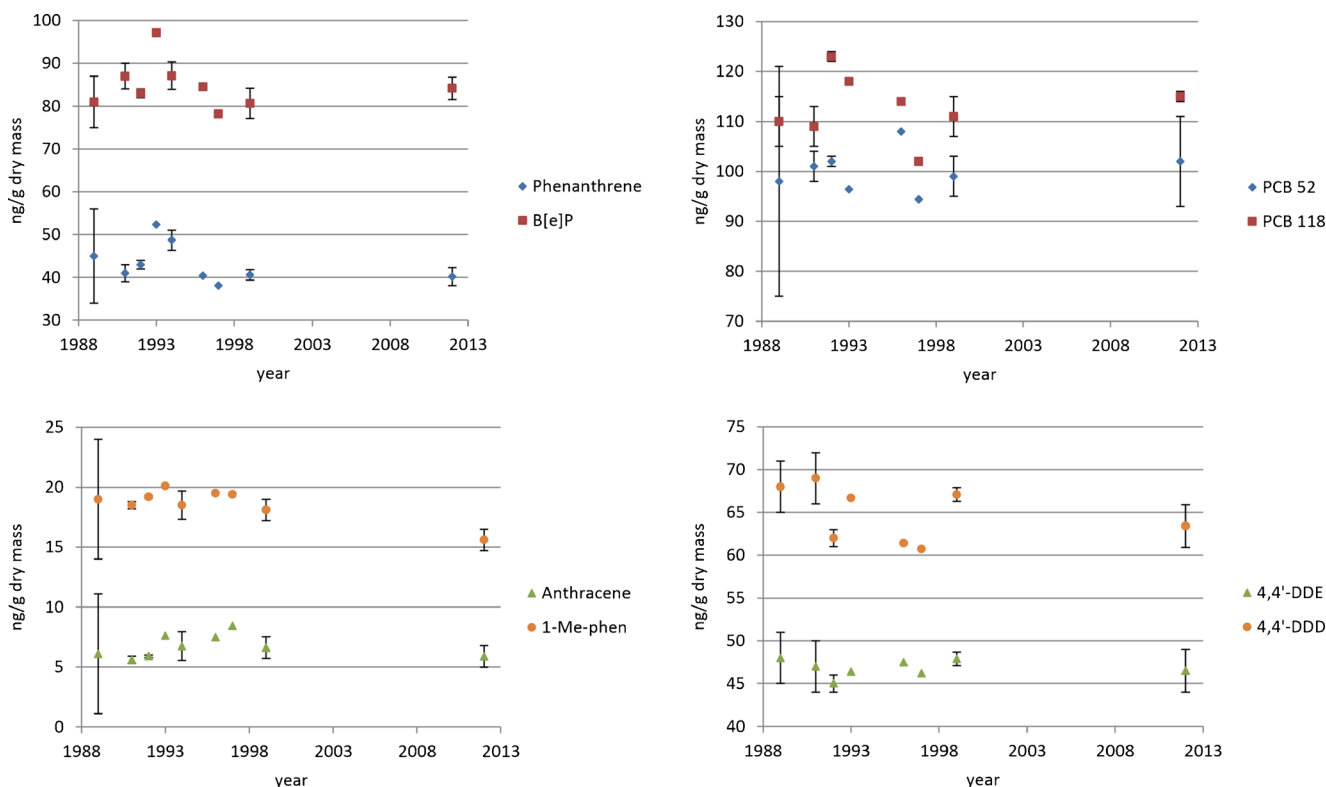 100
90
80
70
60
50
40
30
ng/g dry mass
1988 1993 1998 2003 2008 2013
year
Phenanthrene
B[e]P
130
120
110
100
90
80
70
ng/g dry mass
1988 1993 1998 2003 2008 2013
year
PCB 52
PCB 118
25
20
15
10
5
0
ng/g dry mass
1988 1993 1998 2003 2008 2013
year
Anthracene
1-Me-phen
75
70
65
60
55
50
45
40
ng/g dry mass
1988 1993 1998 2003 2008 2013
year
4,4'-DDE
4,4'-DDD